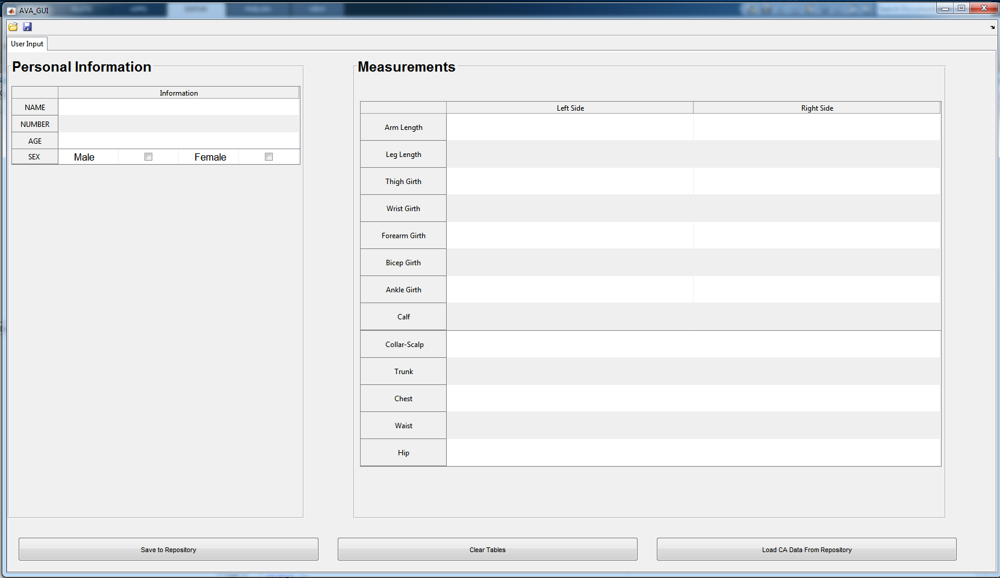 AVA_GUI
User Input
Personal Information
Information
NAME
NUMBER
AGE
SEX Male Female
Measurements
Left Side Right Side
Arm Length
Leg Length
Thigh Girth
Wrist Girth
Forearm Girth
Bicep Girth
Ankle Girth
Calf
Collar-Scalp
Trunk
Chest
Waist
Hip
Save to Repository Clear Tables Load CA Data From Repository